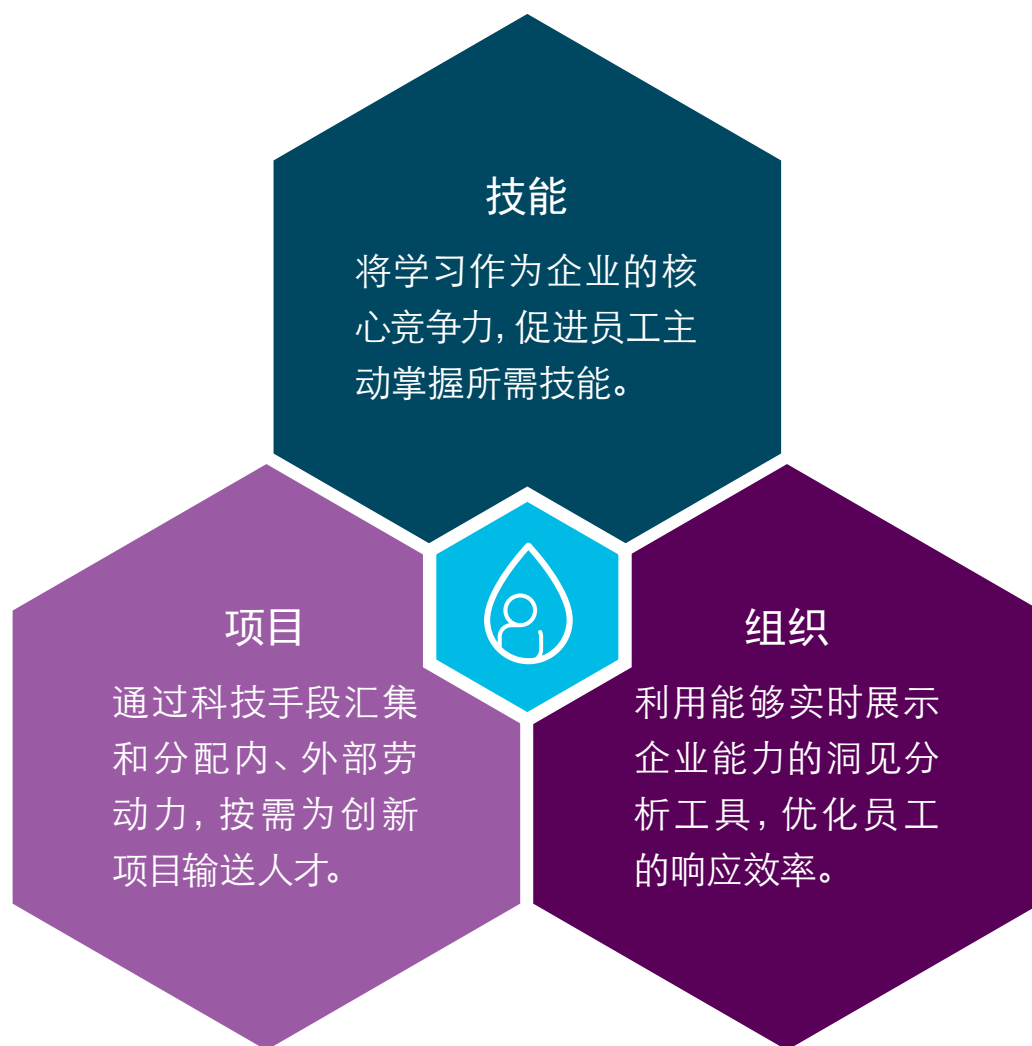 技能
将学习作为企业的核
心竞争力，促进员工主
动掌握所需技能。
项目
通过科技手段汇集
和分配内、外部劳
动力，按需为创新
项目输送人才。
组织
利用能够实时展示
企业能力的洞见分
析工具，优化员工
的响应效率。